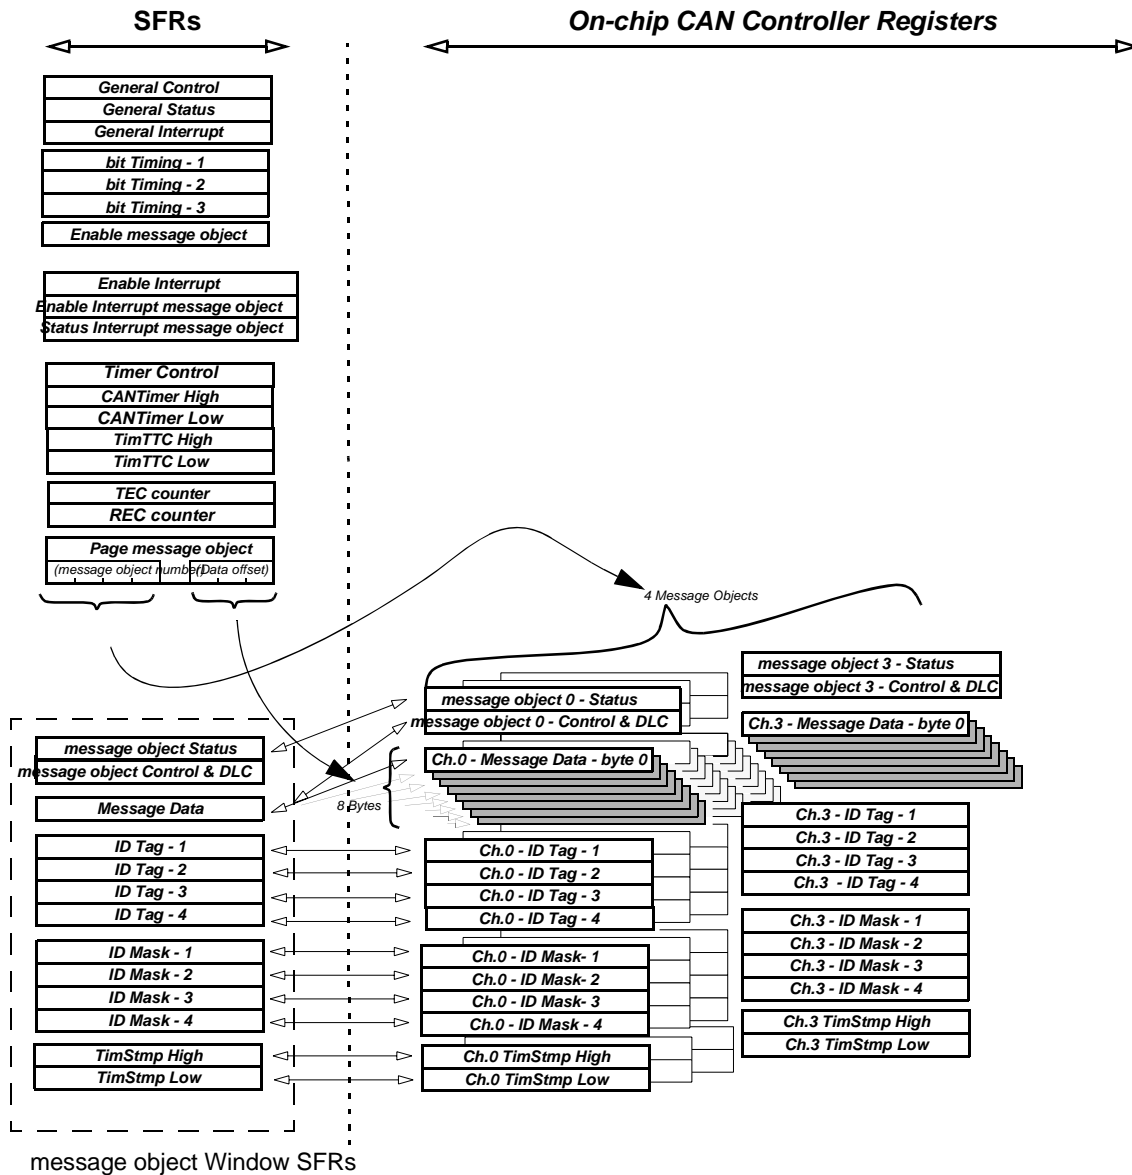 SFRs
On-chip CAN Controller Registers
General Control
General Status
General Interrupt
bit Timing - 1
bit Timing - 2
bit Timing - 3
Enable message object
Enable Interrupt
Enable Interrupt message object
Status Interrupt message object
Timer Control
CANTimer High
CANTimer Low
TimTTC High
TimTTC Low
TEC counter
REC counter
Page message object
(message object number)
(Data offset)
4 Message Objects
message object Status
message object Control & DLC
Message Data
ID Tag - 1
ID Tag - 2
ID Tag - 3
ID Tag - 4
ID Mask - 1
ID Mask - 2
ID Mask - 3
ID Mask - 4
TimStmp High
TimStmp Low
message object Window SFRs
8 Bytes
message object 0 - Status
message object 0 - Control & DLC
Ch.0 - Message Data - byte 0
Ch.0 - ID Tag - 1
Ch.0 - ID Tag - 2
Ch.0 - ID Tag - 3
Ch.0 - ID Tag - 4
Ch.0 - ID Mask- 1
Ch.0 - ID Mask- 2
Ch.0 - ID Mask- 3
Ch.0 - ID Mask - 4
Ch.0 TimStmp High
Ch.0 TimStmp Low
message object 3 - Status
message object 3 - Control & DLC
Ch.3 - Message Data - byte 0
Ch.3 - ID Tag - 1
Ch.3 - ID Tag - 2
Ch.3 - ID Tag - 3
Ch.3 - ID Tag - 4
Ch.3 - ID Mask - 1
Ch.3 - ID Mask - 2
Ch.3 - ID Mask - 3
Ch.3 - ID Mask - 4
Ch.3 TimStmp High
Ch.3 TimStmp Low